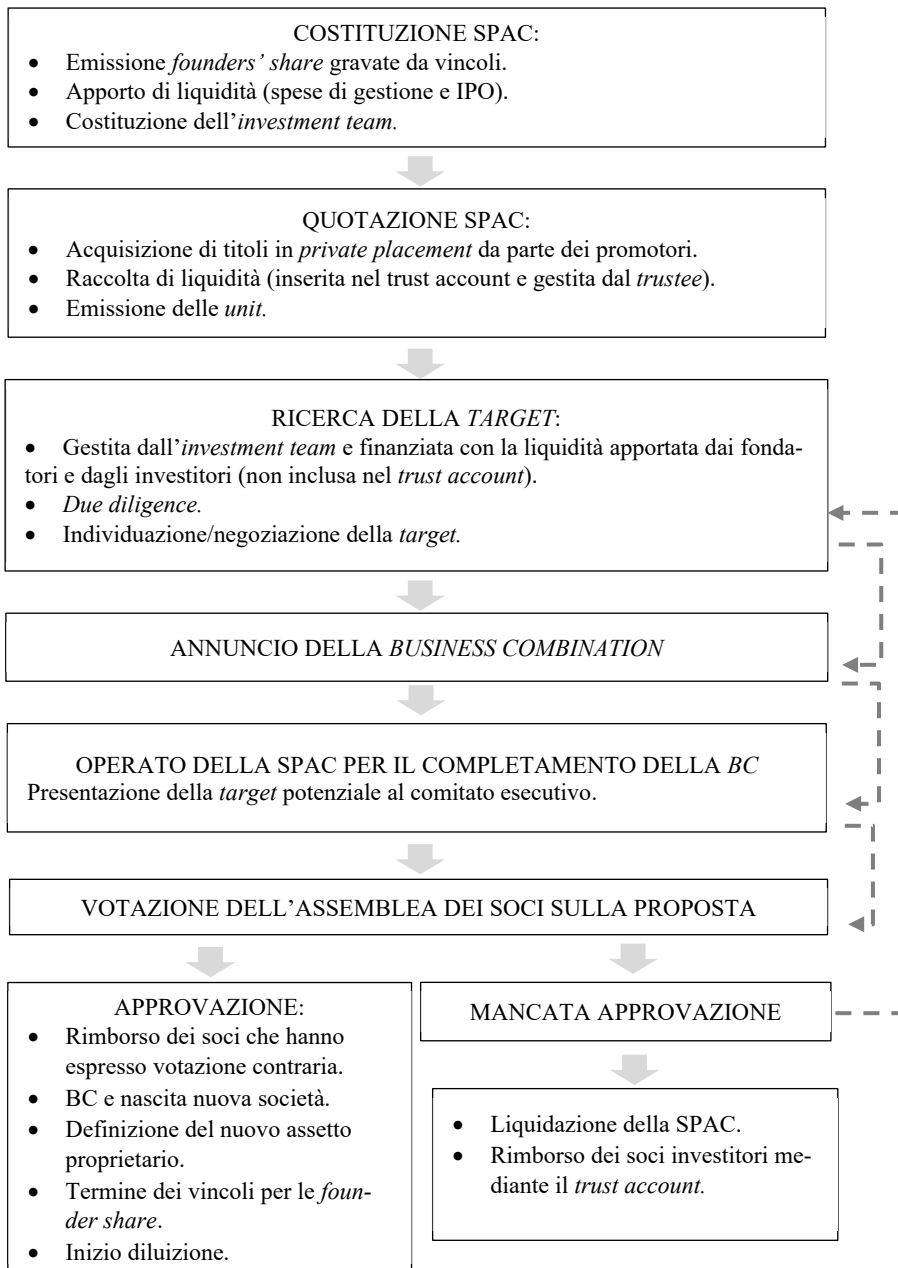 COSTITUZIONE SPAC:
• Emissione founders’ share gravate da vincoli.
• Apporto di liquidità (spese di gestione e IPO).
• Costituzione dell’investment team.
QUOTAZIONE SPAC:
• Acquisizione di titoli in private placement da parte dei promotori.
• Raccolta di liquidità (inserita nel trust account e gestita dal trustee).
• Emissione delle unit.
RICERCA DELLA TARGET:
• Gestita dall’investment team e finanziata con la liquidità apportata dai fonda-
tori e dagli investitori (non inclusa nel trust account).
• Due diligence.
• Individuazione/negoziazione della target.
ANNUNCIO DELLA BUSINESS COMBINATION
OPERATO DELLA SPAC PER IL COMPLETAMENTO DELLA BC
Presentazione della target potenziale al comitato esecutivo.
VOTAZIONE DELL’ASSEMBLEA DEI SOCI SULLA PROPOSTA
APPROVAZIONE:
• Rimborso dei soci che hanno
espresso votazione contraria.
• BC e nascita nuova società.
• Definizione del nuovo assetto
proprietario.
• Termine dei vincoli per le foun-
der share.
• Inizio diluizione.
MANCATA APPROVAZIONE
• Liquidazione della SPAC.
• Rimborso dei soci investitori me-
diante il trust account.